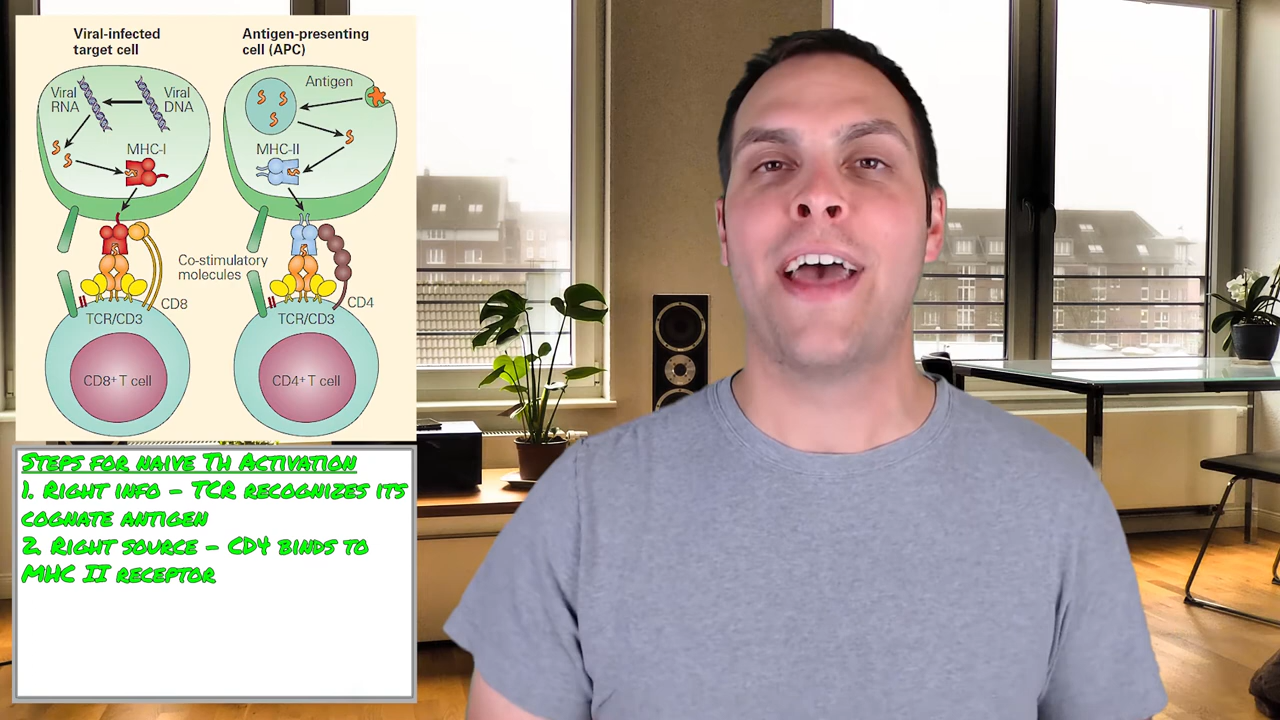 Viral-infected
target cell
Antigen-presenting
cell (APC)
Viral
RNA
Viral
DNA
MHC-I
Antigen
MHC-II
Co-stimulatory
molecules
CD8
CD4
TCR/CD3
TCR/CD3
CD8+ T cell
CD4+ T cell
Steps for naive Th Activation
1. Right info – TCR recognizes its
cognate antigen
2. Right source – CD4 binds to
MHC II receptor